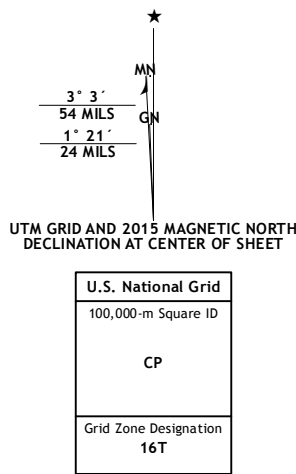 ★
MN
3° 3´
54 MILS
GN
1° 21´
24 MILS
UTM GRID AND 2015 MAGNETIC NORTH
DECLINATION AT CENTER OF SHEET
U.S. National Grid
100,000-m Square ID
CP
Grid Zone Designation
16T